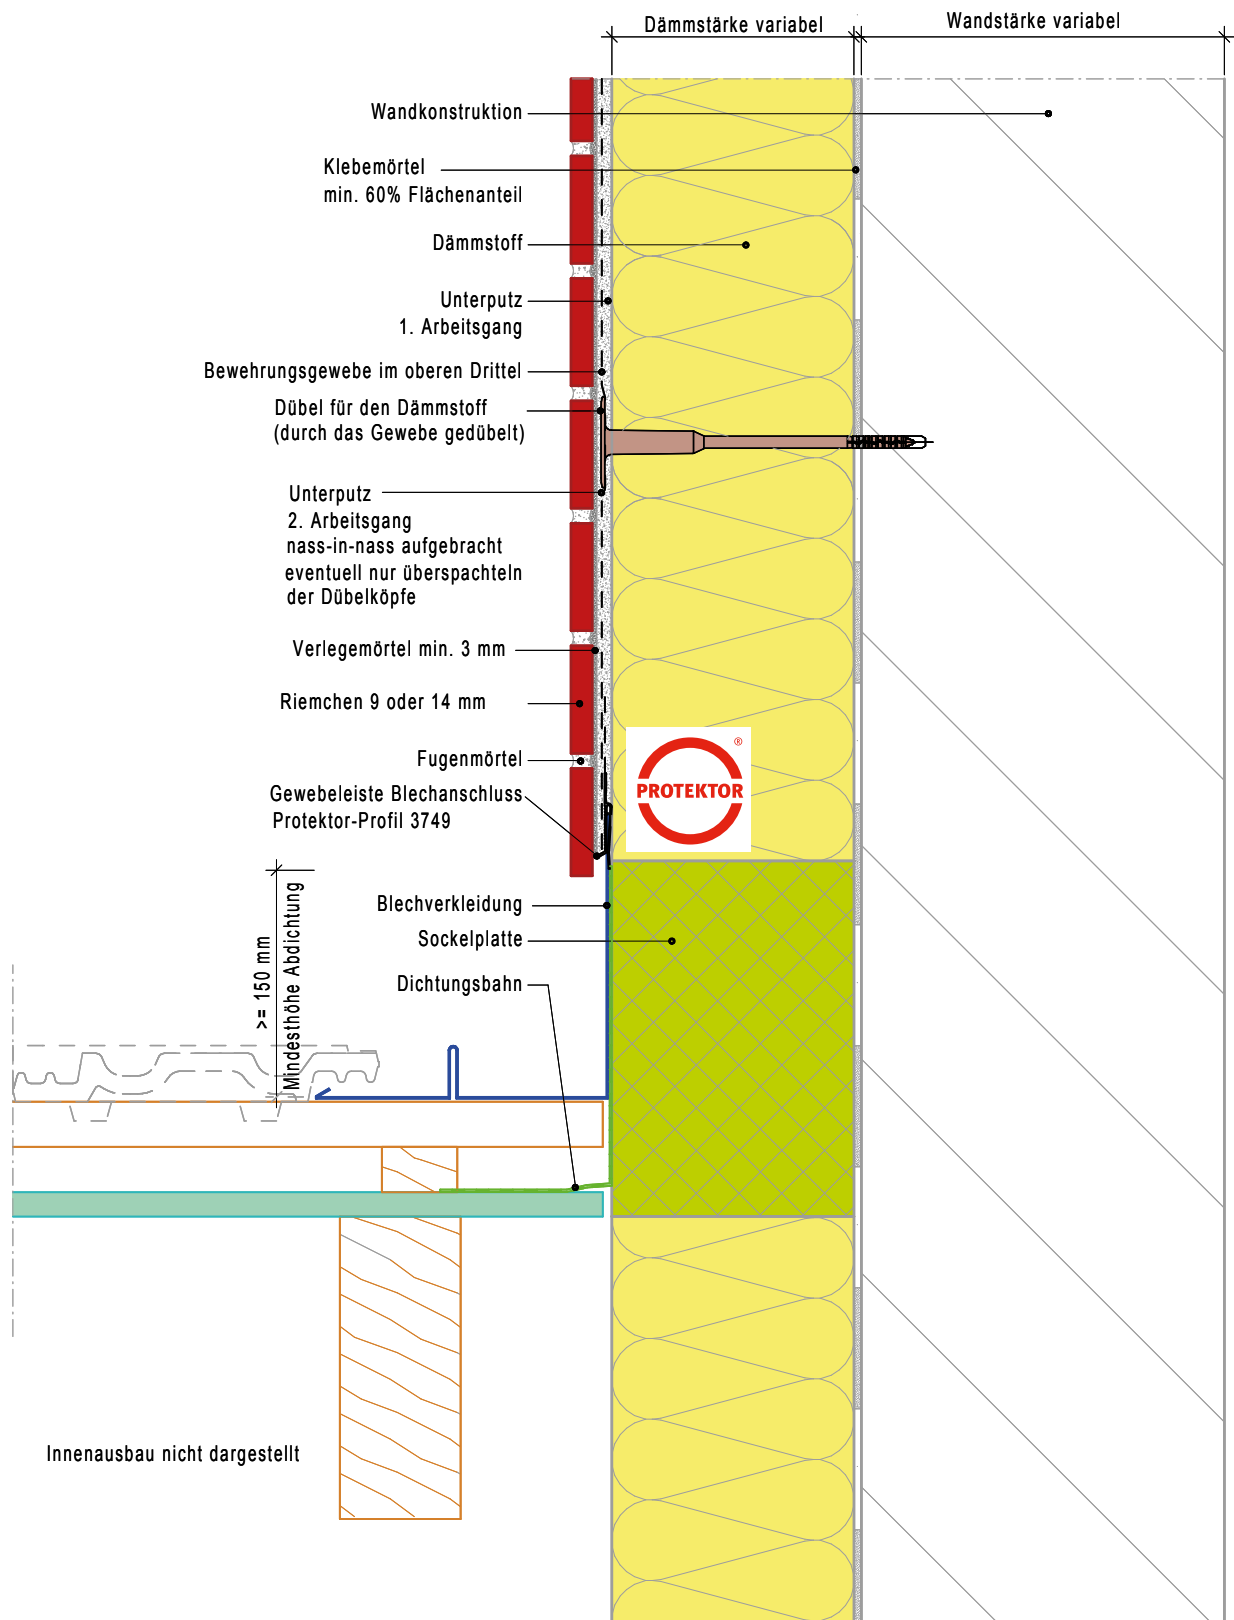 Dämmstärke variabel
Wandstärke variabel
Wandkonstruktion
Klebemörtel
min. 60% Flächenanteil
Dämmstoff
Unterputz
1. Arbeitsgang
Bewehrungsgewebe im oberen Drittel
Dübel für den Dämmstoff
(durch das Gewebe gedübelt)
Unterputz
2. Arbeitsgang
nass-in-nass aufgebracht
eventuell nur überspachteln
der Dübelköpfe
Verlegemörtel min. 3 mm
Riemchen 9 oder 14 mm
Fugenmörtel
Gewebeleiste Blechanschluss
Protektor-Profil 3749
PROTEKTOR
®
Blechverkleidung
Sockelplatte
Dichtungsbahn
>= 150 mm
Mindesthöhe Abdichtung
Innenausbau nicht dargestellt